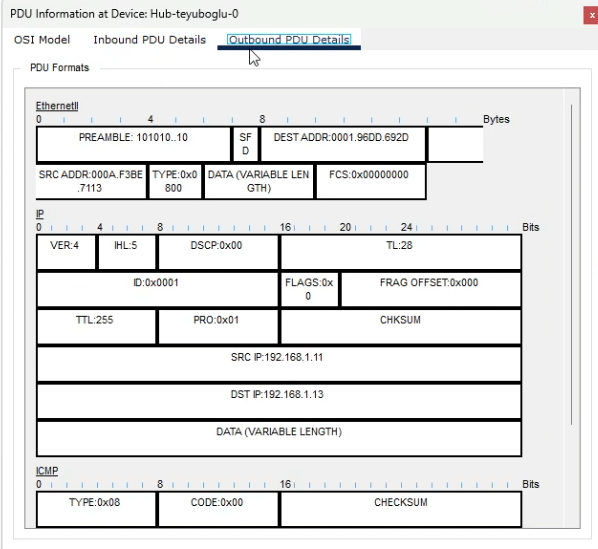 PDU Information at Device: Hub-teyuboglu-0
x
OSI Model Inbound PDU Details Outbound PDU Details
PDU Formats
EthernetII
0 4 8 Bytes
PREAMBLE: 101010..10 SF D DEST ADDR:0001.96DD.692D
SRC ADDR:000A.F3BE .7113 TYPE:0x0 800 DATA (VARIABLE LEN GTH) FCS:0x00000000
IP
0 4 8 16 20 24 Bits
VER:4 IHL:5 DSCP:0x00 TL:28
ID:0x0001 FLAGS:0x 0 FRAG OFFSET:0x000
TTL:255 PRO:0x01 CHKSUM
SRC IP:192.168.1.11
DST IP:192.168.1.13
DATA (VARIABLE LENGTH)
ICMP
0 8 16 Bits
TYPE:0x08 CODE:0x00 CHECKSUM